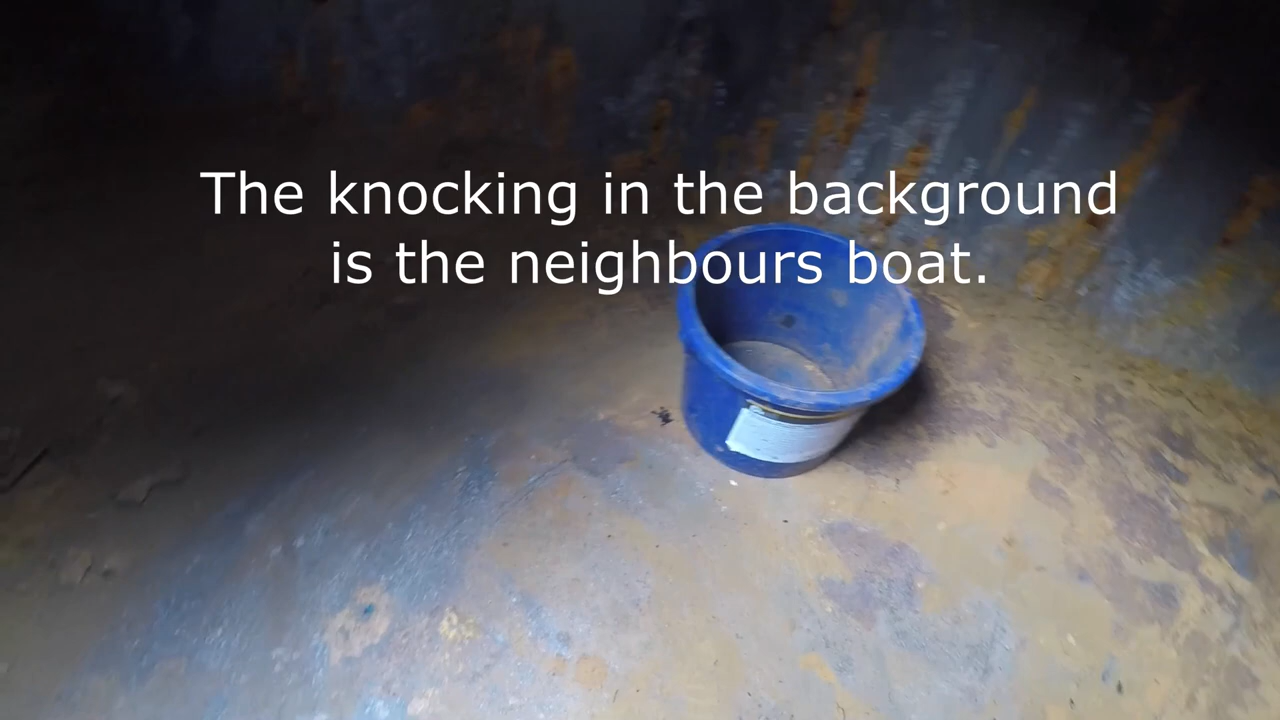 The knocking in the background
is the neighbours boat.